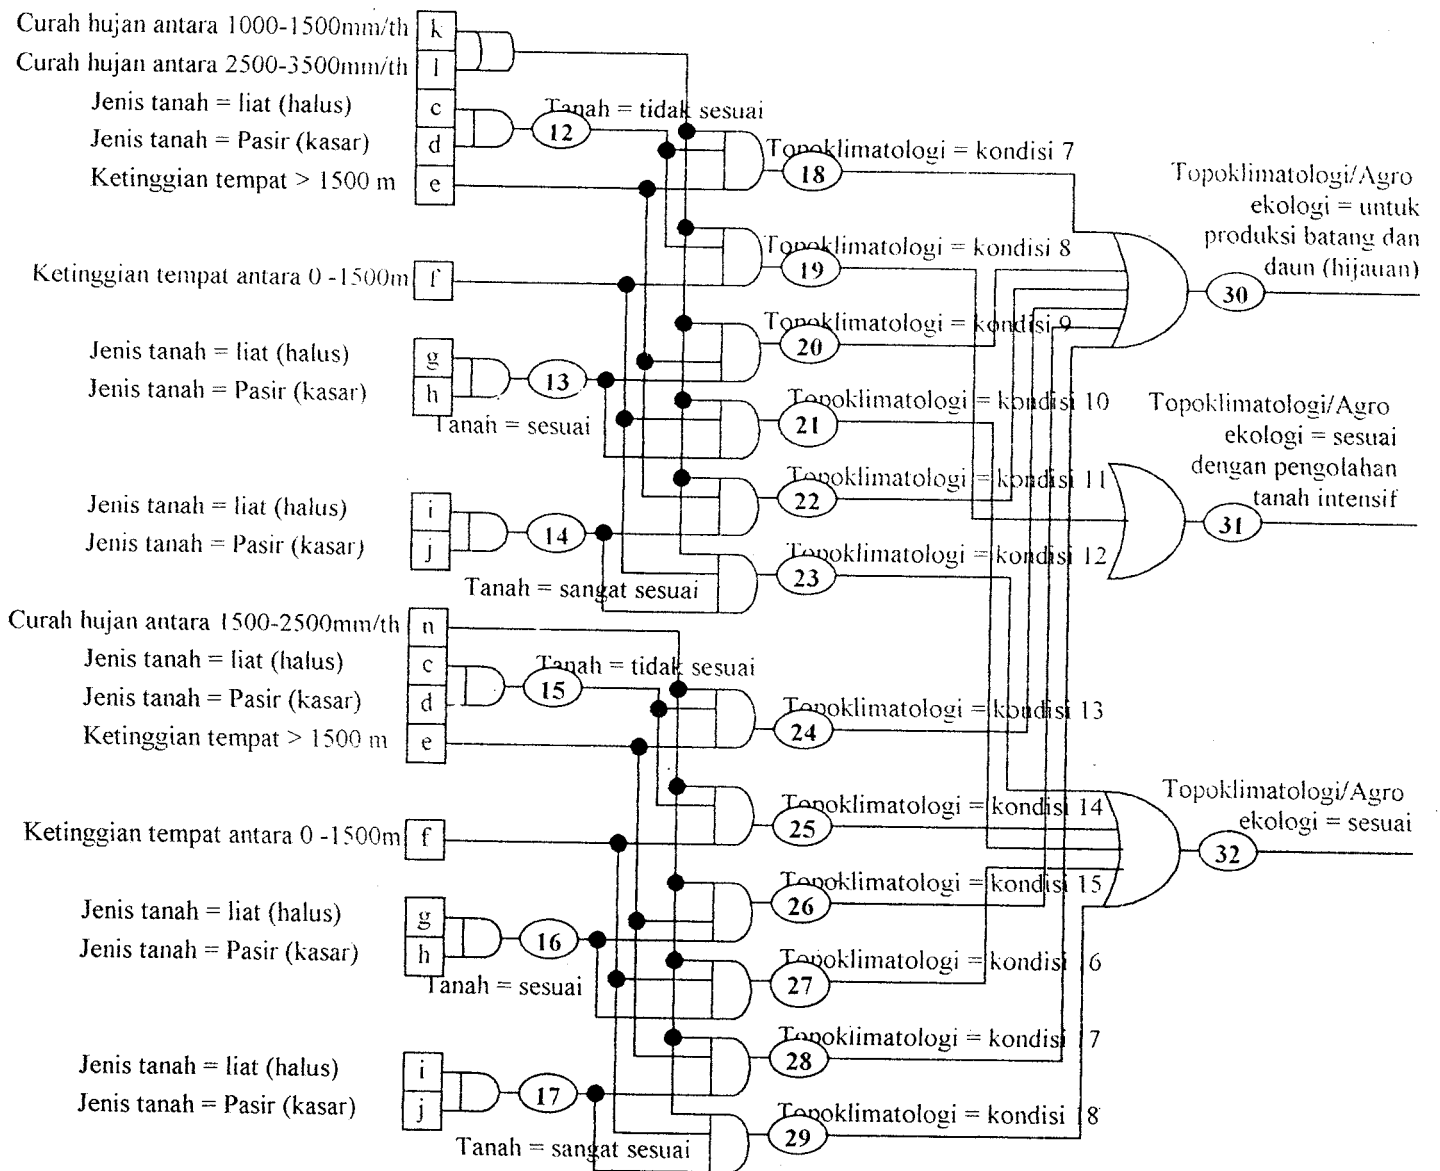 Curah hujan antara 1000-1500mm/th k
Curah hujan antara 2500-3500mm/th l
Jenis tanah = liat (halus) c
Tanah = tidak sesuai
12
Jenis tanah = Pasir (kasar) d
Ketinggian tempat > 1500 m e
Topoklimatologi = kondisi 7
18
Topoklimatologi/Agro
ekologi = untuk
produksi batang dan
daun (hijauan)
30
Topoklimatologi = kondisi 8
19
Ketinggian tempat antara 0 -1500m f
Topoklimatologi = kondisi 9
20
Jenis tanah = liat (halus) g
Jenis tanah = Pasir (kasar) h
13
Tanah = sesuai
Topoklimatologi = kondisi 10
21
Topoklimatologi/Agro
ekologi = sesuai
dengan pengolahan
tanah intensif
31
Topoklimatologi = kondisi 11
22
Jenis tanah = liat (halus) i
Jenis tanah = Pasir (kasar) j
14
Tanah = sangat sesuai
Topoklimatologi = kondisi 12
23
Curah hujan antara 1500-2500mm/th n
Jenis tanah = liat (halus) c
Tanah = tidak sesuai
15
Jenis tanah = Pasir (kasar) d
Ketinggian tempat > 1500 m e
Topoklimatologi = kondisi 13
24
Topoklimatologi = kondisi 14
25
Topoklimatologi/Agro
ekologi = sesuai
32
Ketinggian tempat antara 0 -1500m f
Topoklimatologi = kondisi 15
26
Jenis tanah = liat (halus) g
Jenis tanah = Pasir (kasar) h
16
Tanah = sesuai
Topoklimatologi = kondisi 16
27
Topoklimatologi = kondisi 17
28
Jenis tanah = liat (halus) i
Jenis tanah = Pasir (kasar) j
17
Tanah = sangat sesuai
Topoklimatologi = kondisi 18
29